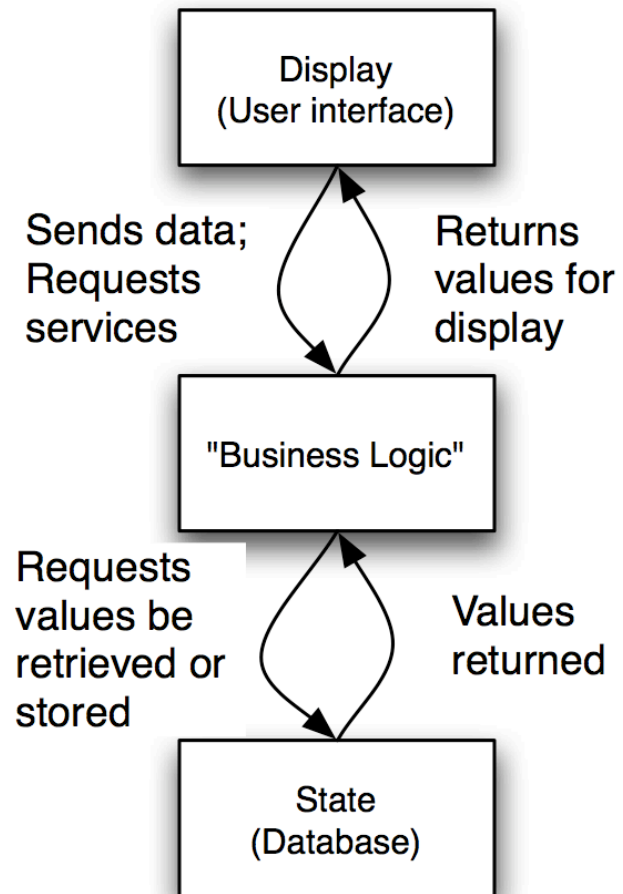 Display
(User interface)
Sends data;
Requests
services
Returns
values for
display
"Business Logic"
Requests
values be
retrieved or
stored
Values
returned
State
(Database)